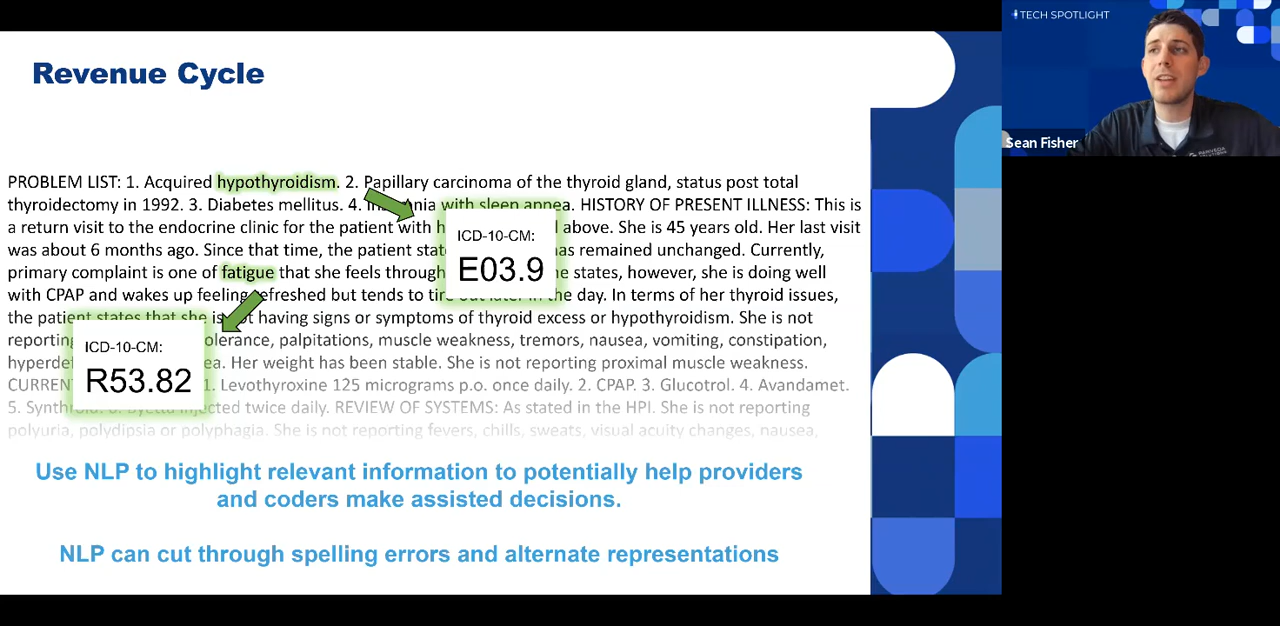 Revenue Cycle
PROBLEM LIST: 1. Acquired hypothyroidism. 2. Papillary carcinoma of the thyroid gland, status post total
thyroidectomy in 1992. 3. Diabetes mellitus. 4. with sleep apnea. HISTORY OF PRESENT ILLNESS: This is
a return visit to the endocrine clinic for the patient with above. She is 45 years old. Her last visit
was about 6 months ago. Since that time, the patient has remained unchanged. Currently,
primary complaint is one of fatigue that she feels states, however, she is doing well
with CPAP and wakes up feeling refreshed but tends to tire out later in the day. In terms of her thyroid issues,
the patient states that she is not having signs or symptoms of thyroid excess or hypothyroidism. She is not
reporting palpitations, muscle weakness, tremors, nausea, vomiting, constipation,
Her weight has been stable. She is not reporting proximal muscle weakness.
1. Levothyroxine 125 micrograms p.o. once daily. 2. CPAP. 3. Glucotrol. 4. Avandamet.
5. injected twice daily. REVIEW OF SYSTEMS: As stated in the HPI. She is not reporting
polyuria, polydipsia or polyphagia. She is not reporting fevers, chills, sweats, visual acuity changes, nausea,
ICD-10-CM:
E03.9
ICD-10-CM:
R53.82
Use NLP to highlight relevant information to potentially help providers
and coders make assisted decisions.
NLP can cut through spelling errors and alternate representations
TECH SPOTLIGHT
Sean Fisher